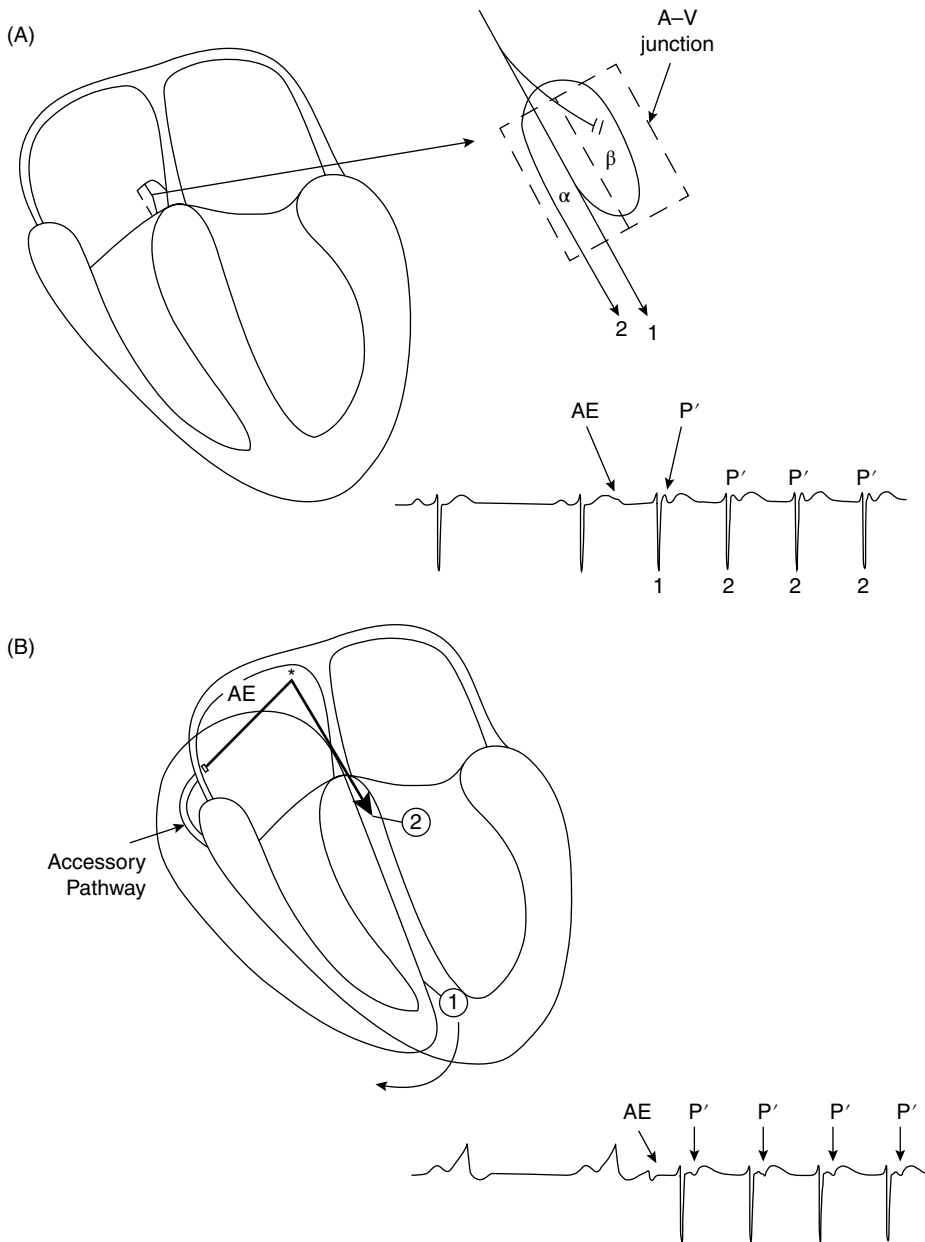 (A)
A–V
junction
β
α
2 1
AE P′
P′ P′ P′
1 2 2 2
(B)
*
AE
2
Accessory
Pathway
1
AE P′ P′ P′ P′